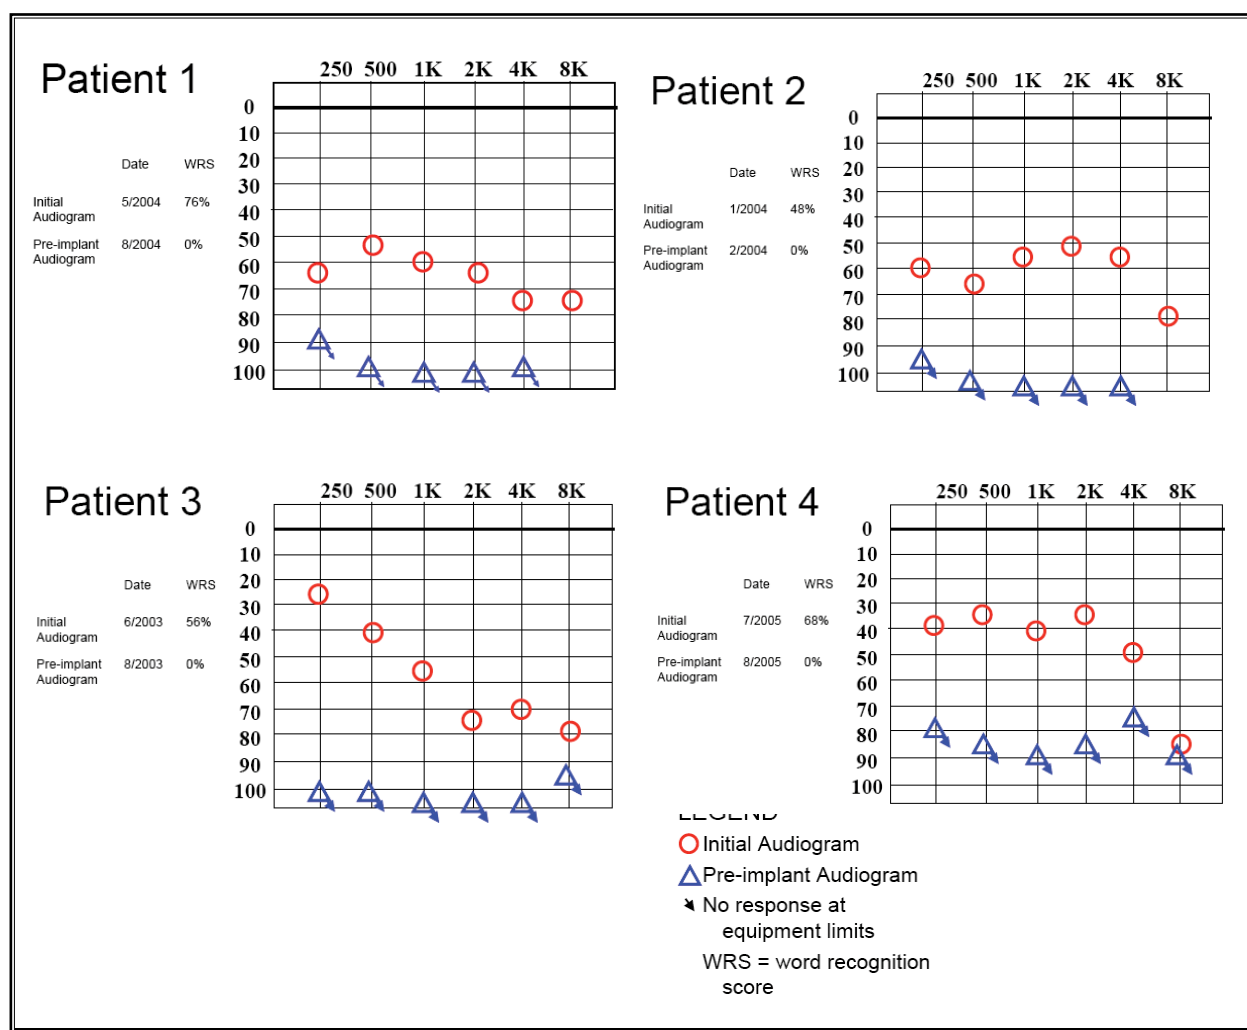 Patient 1
250 500 1K 2K 4K 8K
0
10
20
30
40
50
60
70
80
90
100
Date WRS
Initial Audiogram 5/2004 76%
Pre-implant Audiogram 8/2004 0%
Patient 2
250 500 1K 2K 4K 8K
0
10
20
30
40
50
60
70
80
90
100
Date WRS
Initial Audiogram 1/2004 48%
Pre-implant Audiogram 2/2004 0%
Patient 3
250 500 1K 2K 4K 8K
0
10
20
30
40
50
60
70
80
90
100
Date WRS
Initial Audiogram 6/2003 56%
Pre-implant Audiogram 8/2003 0%
Patient 4
250 500 1K 2K 4K 8K
0
10
20
30
40
50
60
70
80
90
100
Date WRS
Initial Audiogram 7/2005 68%
Pre-implant Audiogram 8/2005 0%
LEGEND
Initial Audiogram
Pre-implant Audiogram
No response at
equipment limits
WRS = word recognition
score